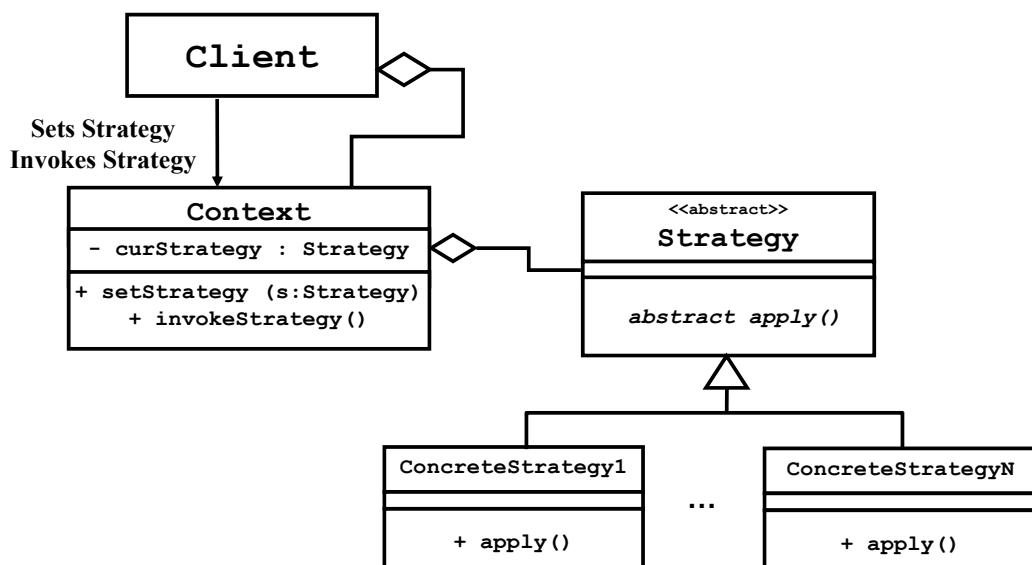 Client
Sets Strategy
Invokes Strategy
Context
- curStrategy : Strategy
+ setStrategy (s:Strategy)
+ invokeStrategy()
<<abstract>>
Strategy
abstract apply()
ConcreteStrategy1
+ apply()
...
ConcreteStrategyN
+ apply()